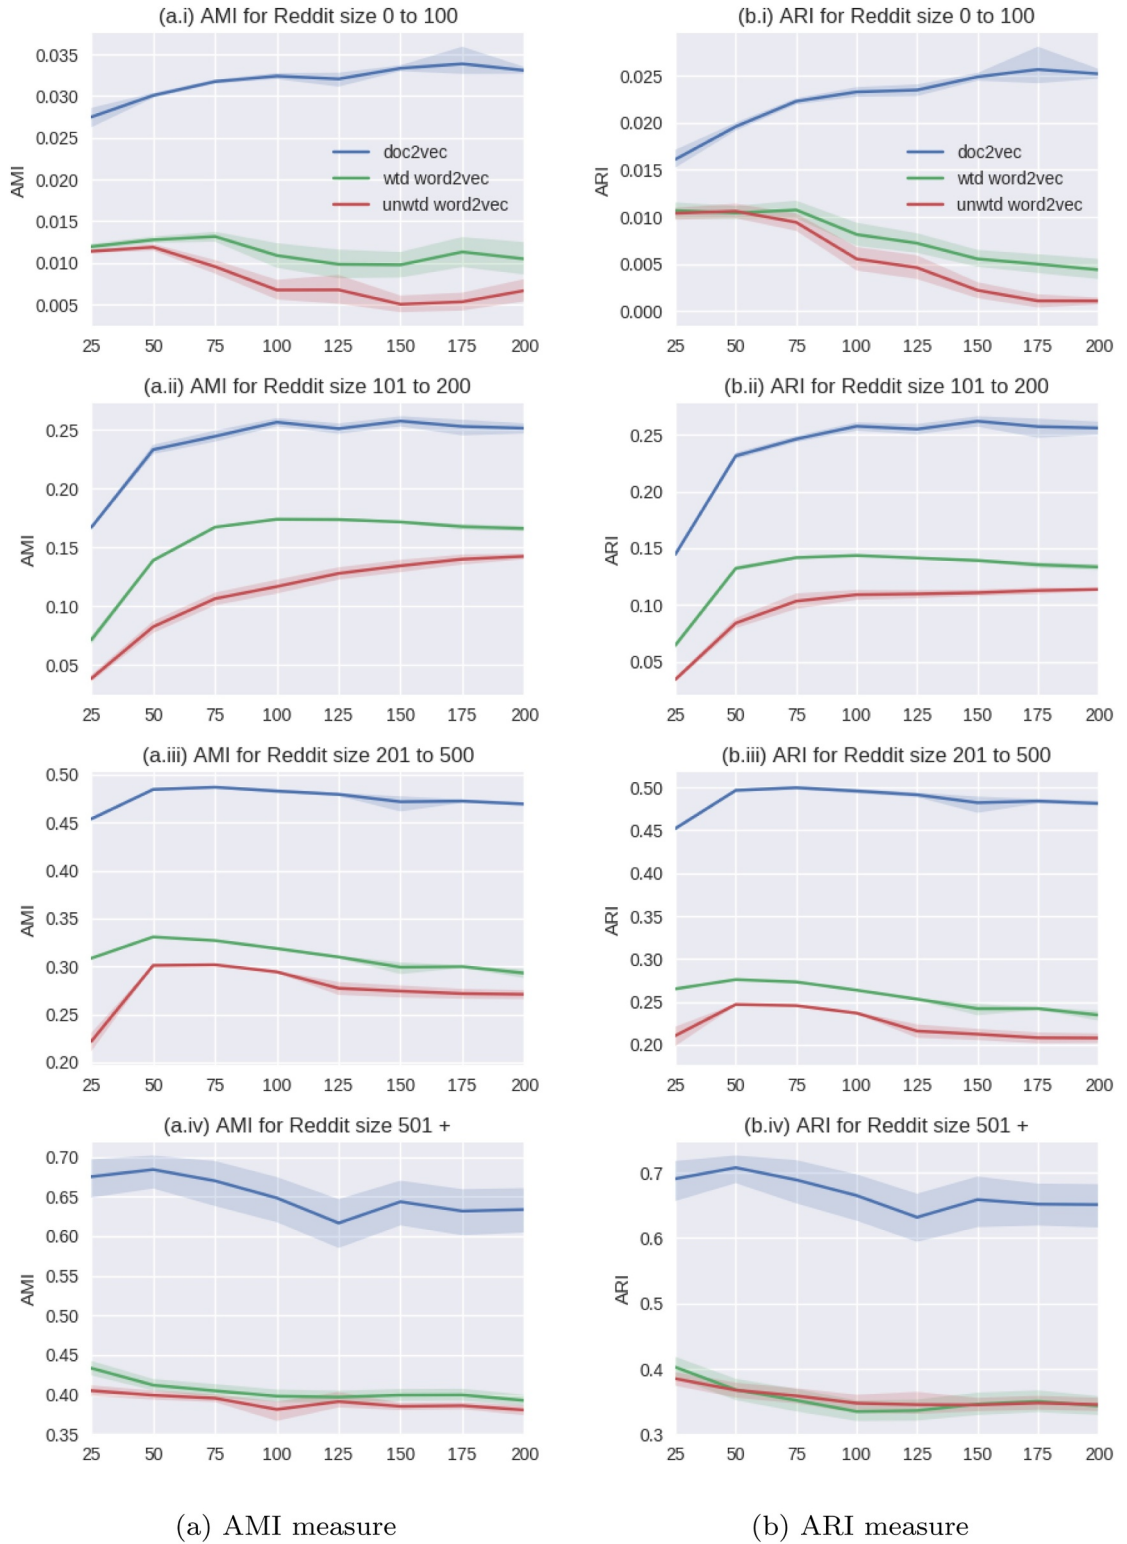 (a.i) AMI for Reddit size 0 to 100
0.035
0.030
0.025
0.020
0.015
0.010
0.005
AMI
doc2vec
wtd word2vec
unwtd word2vec
25 50 75 100 125 150 175 200
(b.i) ARI for Reddit size 0 to 100
0.025
0.020
0.015
0.010
0.005
0.000
ARI
doc2vec
wtd word2vec
unwtd word2vec
25 50 75 100 125 150 175 200
(a.ii) AMI for Reddit size 101 to 200
0.25
0.20
0.15
0.10
0.05
AMI
25 50 75 100 125 150 175 200
(b.ii) ARI for Reddit size 101 to 200
0.25
0.20
0.15
0.10
0.05
ARI
25 50 75 100 125 150 175 200
(a.iii) AMI for Reddit size 201 to 500
0.50
0.45
0.40
0.35
0.30
0.25
0.20
AMI
25 50 75 100 125 150 175 200
(b.iii) ARI for Reddit size 201 to 500
0.50
0.45
0.40
0.35
0.30
0.25
0.20
ARI
25 50 75 100 125 150 175 200
(a.iv) AMI for Reddit size 501 +
0.70
0.65
0.60
0.55
0.50
0.45
0.40
0.35
AMI
25 50 75 100 125 150 175 200
(b.iv) ARI for Reddit size 501 +
0.7
0.6
0.5
0.4
0.3
ARI
25 50 75 100 125 150 175 200
(a) AMI measure
(b) ARI measure